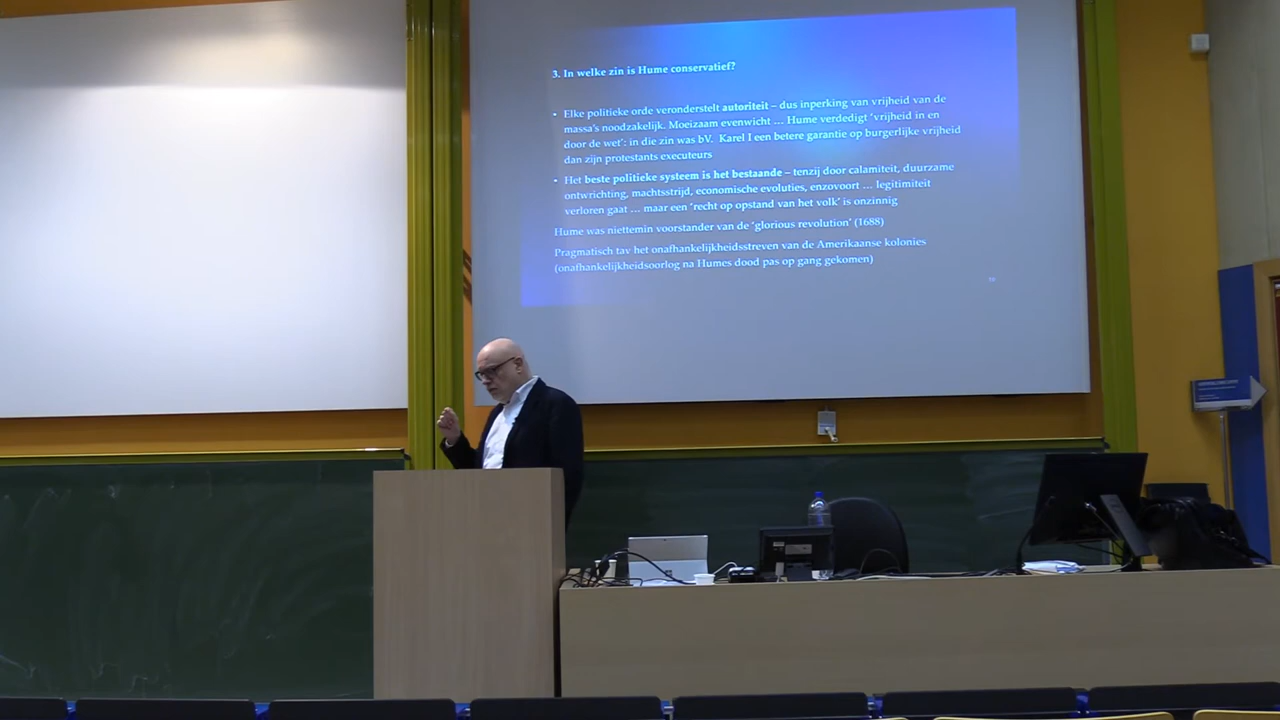 3. In welke zin is Hume conservatief?
• Elke politieke orde veronderstelt autoriteit – dus inperking van vrijheid van de
massa's noodzakelijk. Moeizaam evenwicht … Hume verdedigt 'vrijheid in en
door de wet': in die zin was bV. Karel I een betere garantie op burgerlijke vrijheid
dan zijn protestants executeurs
• Het beste politieke systeem is het bestaande – tenzij door calamiteit, duurzame
ontwrichting, machtsstrijd, economische evoluties, enzovoort … legitimiteit
verloren gaat … maar een 'recht op opstand van het volk' is onzinnig
Hume was niettemin voorstander van de 'glorious revolution' (1688)
Pragmatisch tav het onafhankelijkheidsstreven van de Amerikaanse kolonies
(onafhankelijkheidsoorlog na Humes dood pas op gang gekomen)